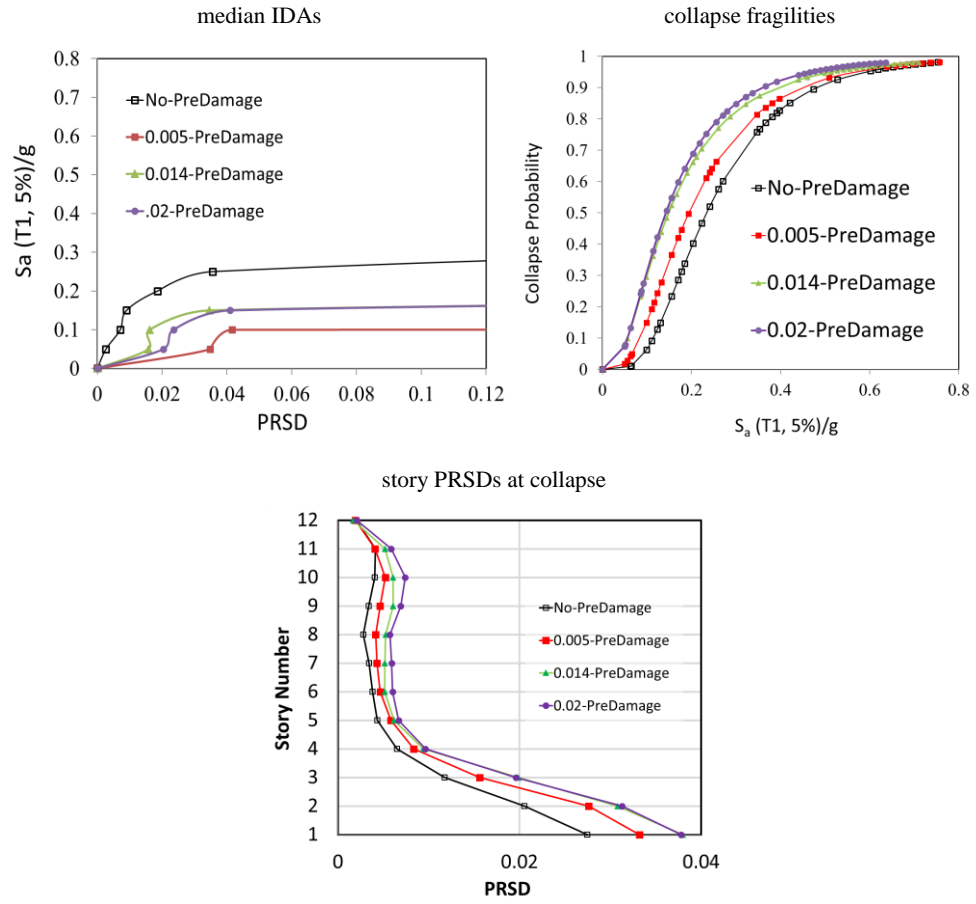 median IDAs
0.8
0.7
0.6
0.5
0.4
0.3
0.2
0.1
0
Sa (T1, 5%)/g
No-PreDamage
0.005-PreDamage
0.014-PreDamage
.02-PreDamage
0
0.02
0.04
0.06
0.08
0.1
0.12
PRSD
collapse fragilities
1
0.9
0.8
0.7
0.6
0.5
0.4
0.3
0.2
0.1
0
Collapse Probability
No-PreDamage
0.005-PreDamage
0.014-PreDamage
0.02-PreDamage
0
0.2
0.4
0.6
0.8
Sa (T1, 5%)/g
story PRSDs at collapse
12
11
10
9
8
7
6
5
4
3
2
1
Story Number
No-PreDamage
0.005-PreDamage
0.014-PreDamage
0.02-PreDamage
0
0.02
0.04
PRSD